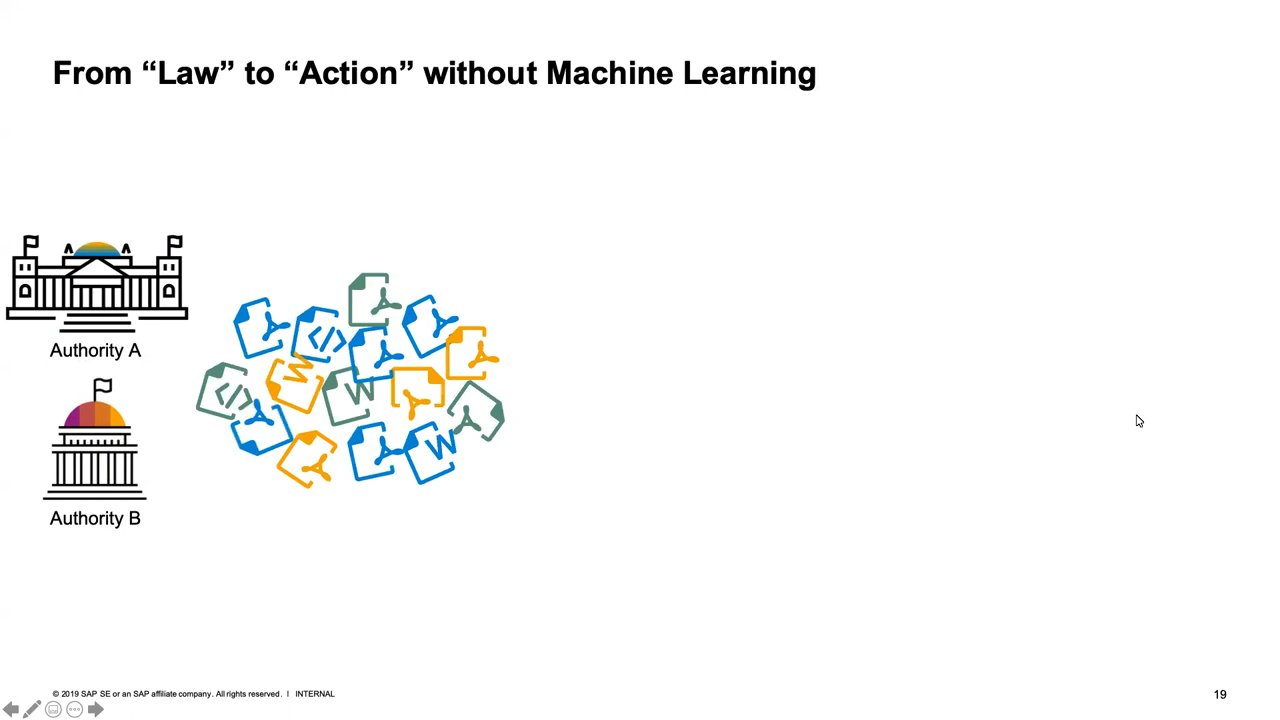 From “Law” to “Action” without Machine Learning
Authority A
W
W
W
Authority B
© 2019 SAP SE or an SAP affiliate company. All rights reserved. | INTERNAL
19